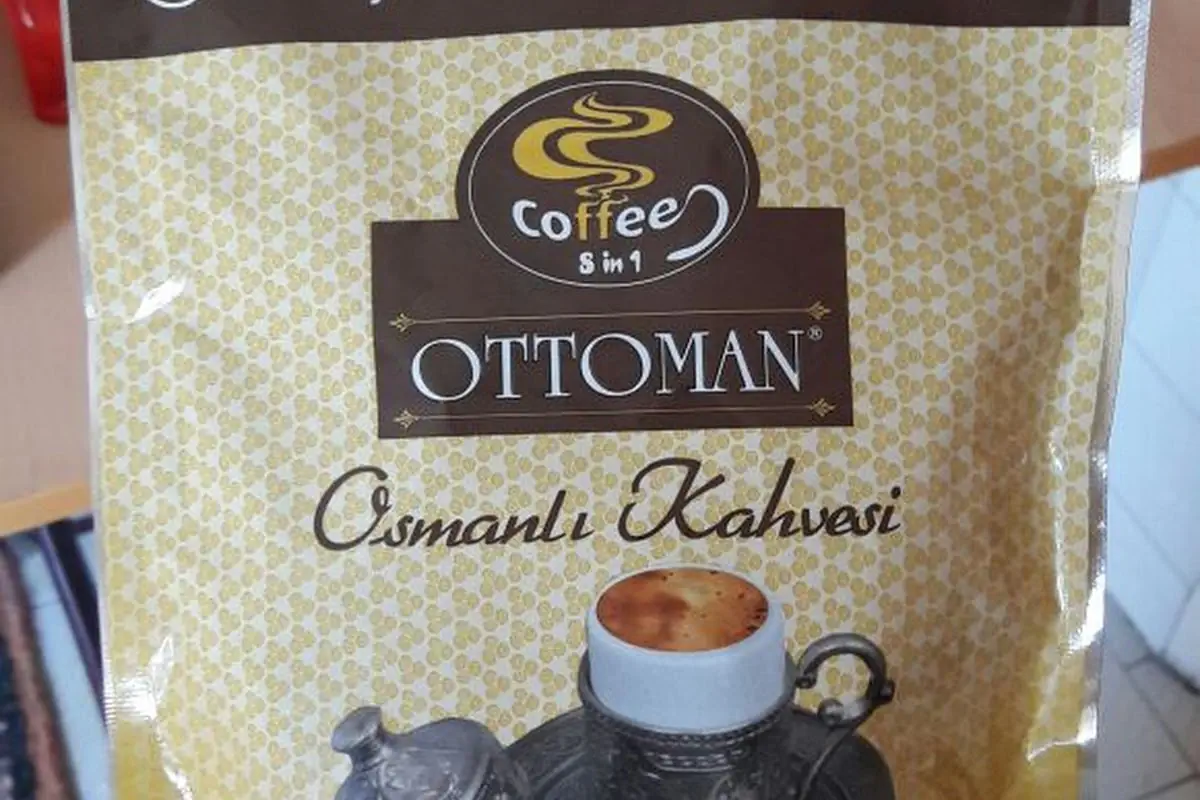 Coffee
8 in 1
OTTOMAN®
Osmanlı Kahvesi